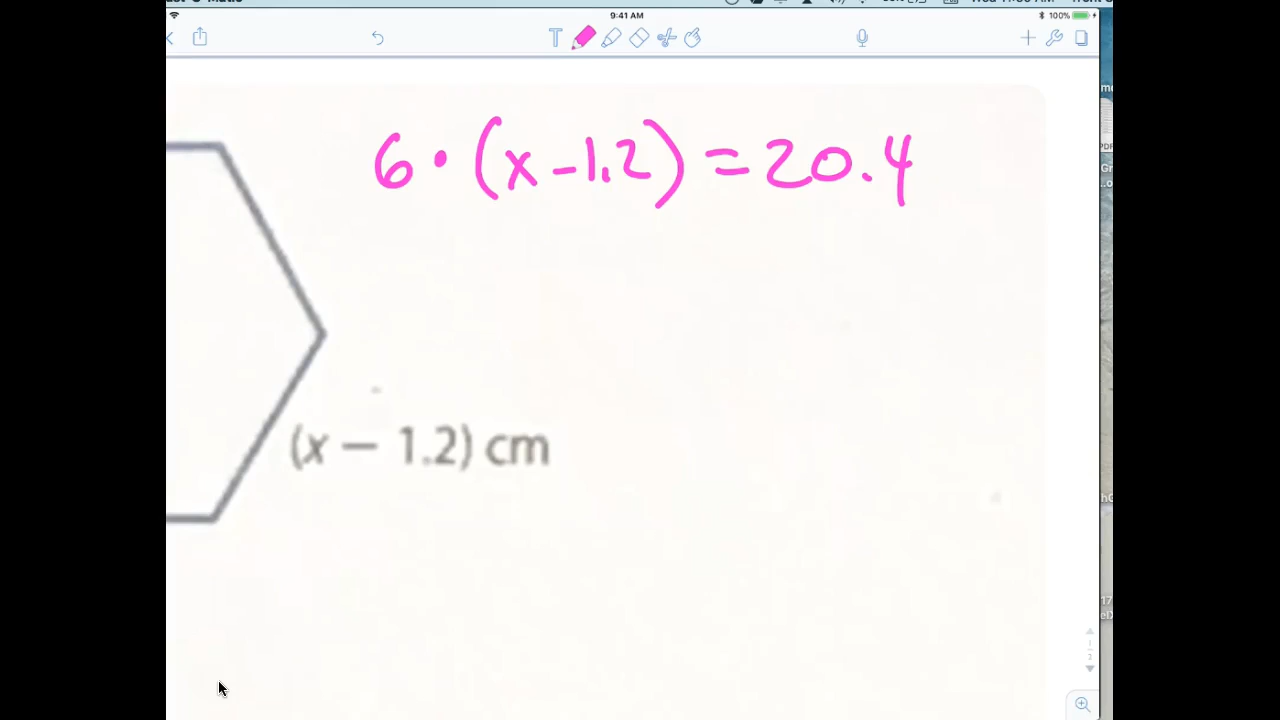 9:41 AM
100%
T
6 · (x – 1.2) = 20.4
(x − 1.2) cm